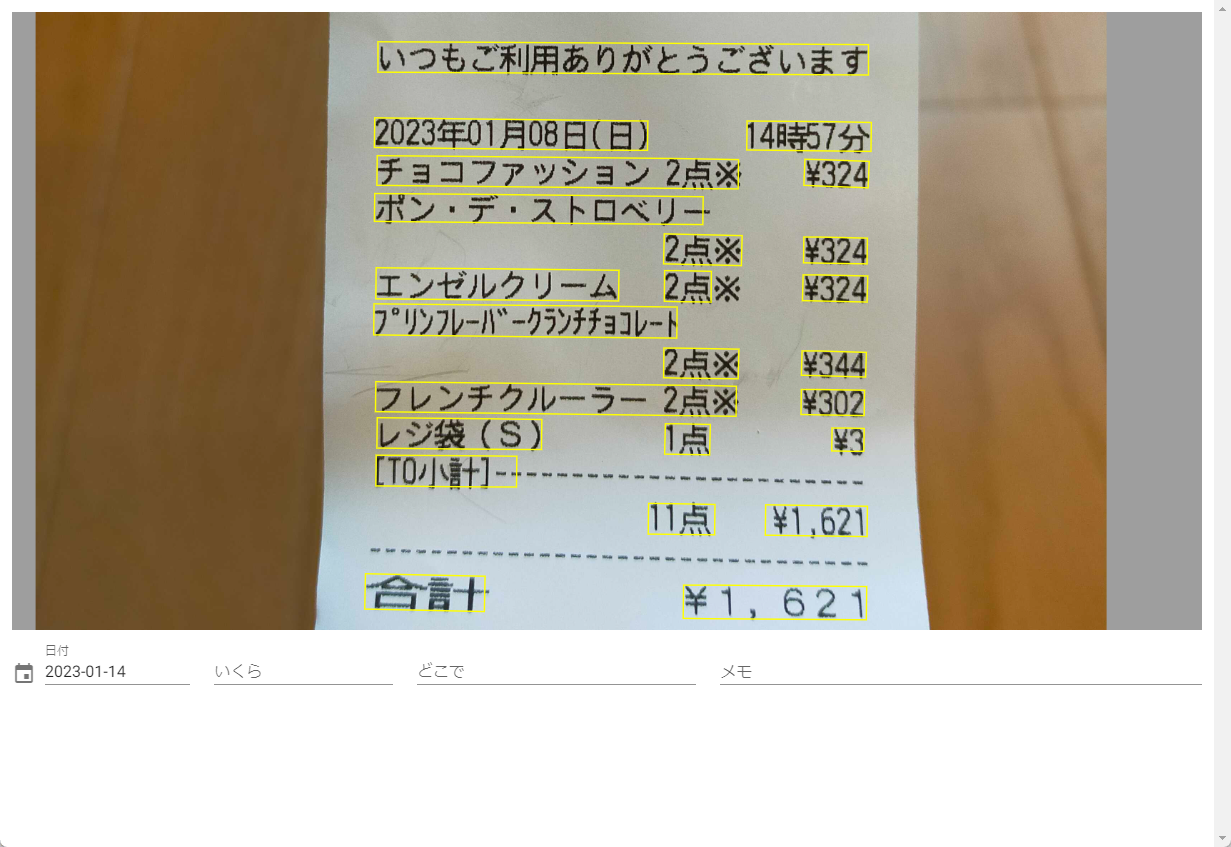 いつもご利用ありがとうございます
2023年01月08日(日) 14時57分
チョコファッション 2点※ ¥324
ポン・デ・ストロベリー
2点※ ¥324
エンゼルクリーム 2点※ ¥324
プリンフレーバークランチチョコレート
2点※ ¥344
フレンチクルーラー 2点※ ¥302
レジ袋(S) 1点 ¥3
[TO小計]------------------------
11点 ¥1,621
---------------------------------
合計 ¥1,621
日付
2023-01-14 いくら どこで メモ